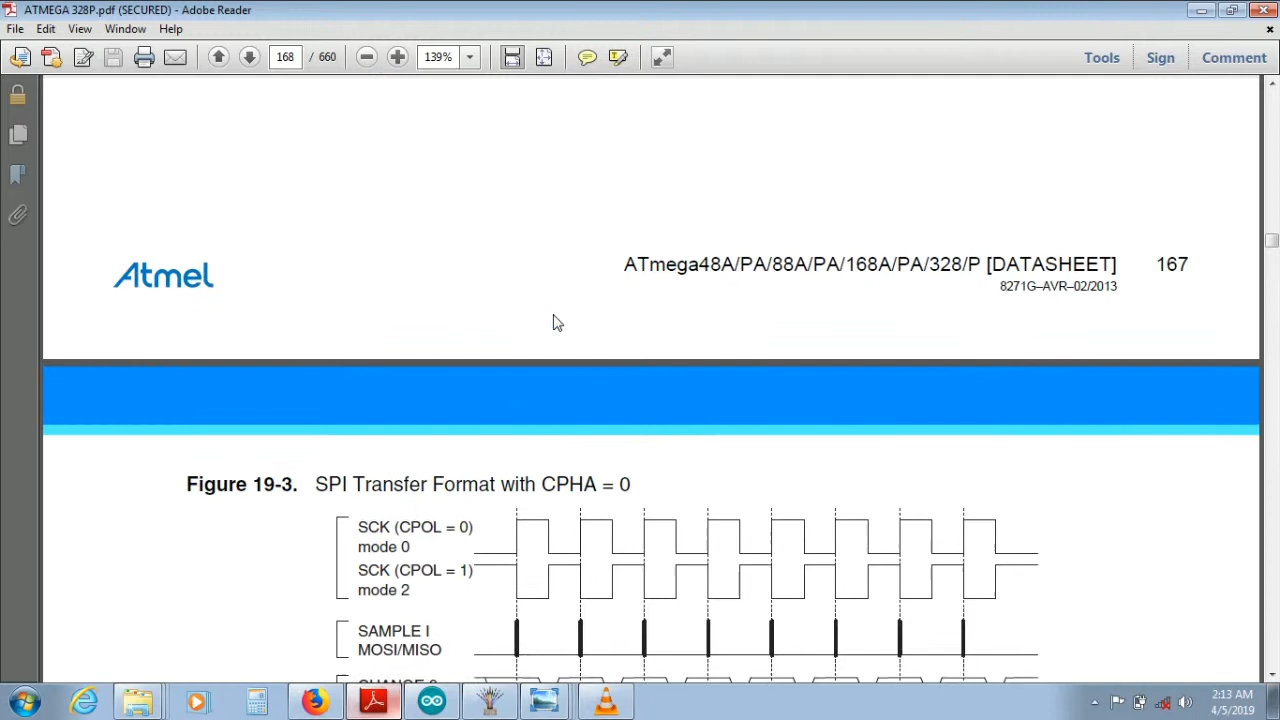 ATMEGA 328P.pdf (SECURED) - Adobe Reader
File Edit View Window Help
168 / 660 139% Tools Sign Comment
Atmel
ATmega48A/PA/88A/PA/168A/PA/328/P [DATASHEET] 167
8271G–AVR–02/2013
Figure 19-3. SPI Transfer Format with CPHA = 0
SCK (CPOL = 0)
mode 0
SCK (CPOL = 1)
mode 2
SAMPLE I
MOSI/MISO
CHANGE 0
2:13 AM
4/5/2019